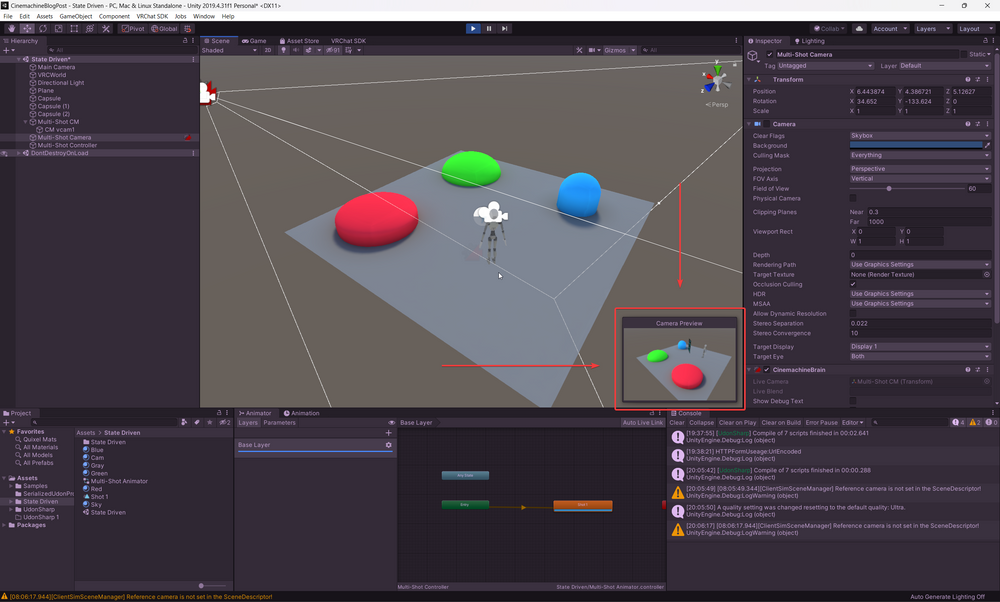 CinemachineBlogPost - State Driven - PC, Mac & Linux Standalone - Unity 2019.4.31f1 Personal* <DX11>
File Edit Assets GameObject Component VRChat SDK Jobs Window Help
Pivot Global Collab Account Layers Layout
Hierarchy
All
State Driven*
Main Camera
VRCWorld
Directional Light
Plane
Capsule
Capsule (1)
Capsule (2)
Multi-Shot CM
CM vcam1
Multi-Shot Camera
Multi-Shot Controller
DontDestroyOnLoad
Scene Game Asset Store VRChat SDK
Shaded 2D Gizmos All
y
z
Persp
Camera Preview
Inspector Lighting
Multi-Shot Camera Static
Tag Untagged Layer Default
Transform
Position X 6.443874 Y 4.386721 Z 5.12627
Rotation X 34.652 Y -133.624 Z 0
Scale X 1 Y 1 Z 1
Camera
Clear Flags Skybox
Background
Culling Mask Everything
Projection Perspective
FOV Axis Vertical
Field of View 60
Physical Camera
Clipping Planes Near 0.3
Far 1000
Viewport Rect X 0 Y 0
W 1 H 1
Depth 0
Rendering Path Use Graphics Settings
Target Texture None (Render Texture)
Occlusion Culling
HDR Use Graphics Settings
MSAA Use Graphics Settings
Allow Dynamic Resolution
Stereo Separation 0.022
Stereo Convergence 10
Target Display Display 1
Target Eye Both
CinemachineBrain
Live Camera Multi-Shot CM (Transform)
Live Blend
Show Debug Text
Project
Favorites
Quixel Mats
All Materials
All Models
All Prefabs
Assets
Samples
SerializedUdonPr
State Driven
UdonSharp
UdonSharp 1
Packages
Assets > State Driven
State Driven
Blue
Cam
Gray
Green
Multi-Shot Animator
Red
Shot 1
Sky
State Driven
Animator Animation
Layers Parameters
Base Layer
Base Layer Auto Live Link
Any State
Entry
Shot 1
Multi-Shot Controller State Driven/Multi-Shot Animator.controller
Console
Clear Collapse Clear on Play Clear on Build Error Pause Editor 4 2 0
[19:37:55] [UdonSharp] Compile of 7 scripts finished in 00:02.641
UnityEngine.Debug:Log (object)
[19:38:21] HTTPFormUseage:UrlEncoded
UnityEngine.Debug:Log (object)
[20:05:42] [UdonSharp] Compile of 7 scripts finished in 00:00.288
UnityEngine.Debug:Log (object)
[20:05:49] [08:05:49.344][ClientSimSceneManager] Reference camera is not set in the SceneDescriptor!
UnityEngine.Debug:LogWarning (object)
[20:05:50] A quality setting was changed resetting to the default quality: Ultra.
UnityEngine.Debug:Log (object)
[20:06:17] [08:06:17.944][ClientSimSceneManager] Reference camera is not set in the SceneDescriptor!
UnityEngine.Debug:LogWarning (object)
[08:06:17.944][ClientSimSceneManager] Reference camera is not set in the SceneDescriptor!
Auto Generate Lighting Off